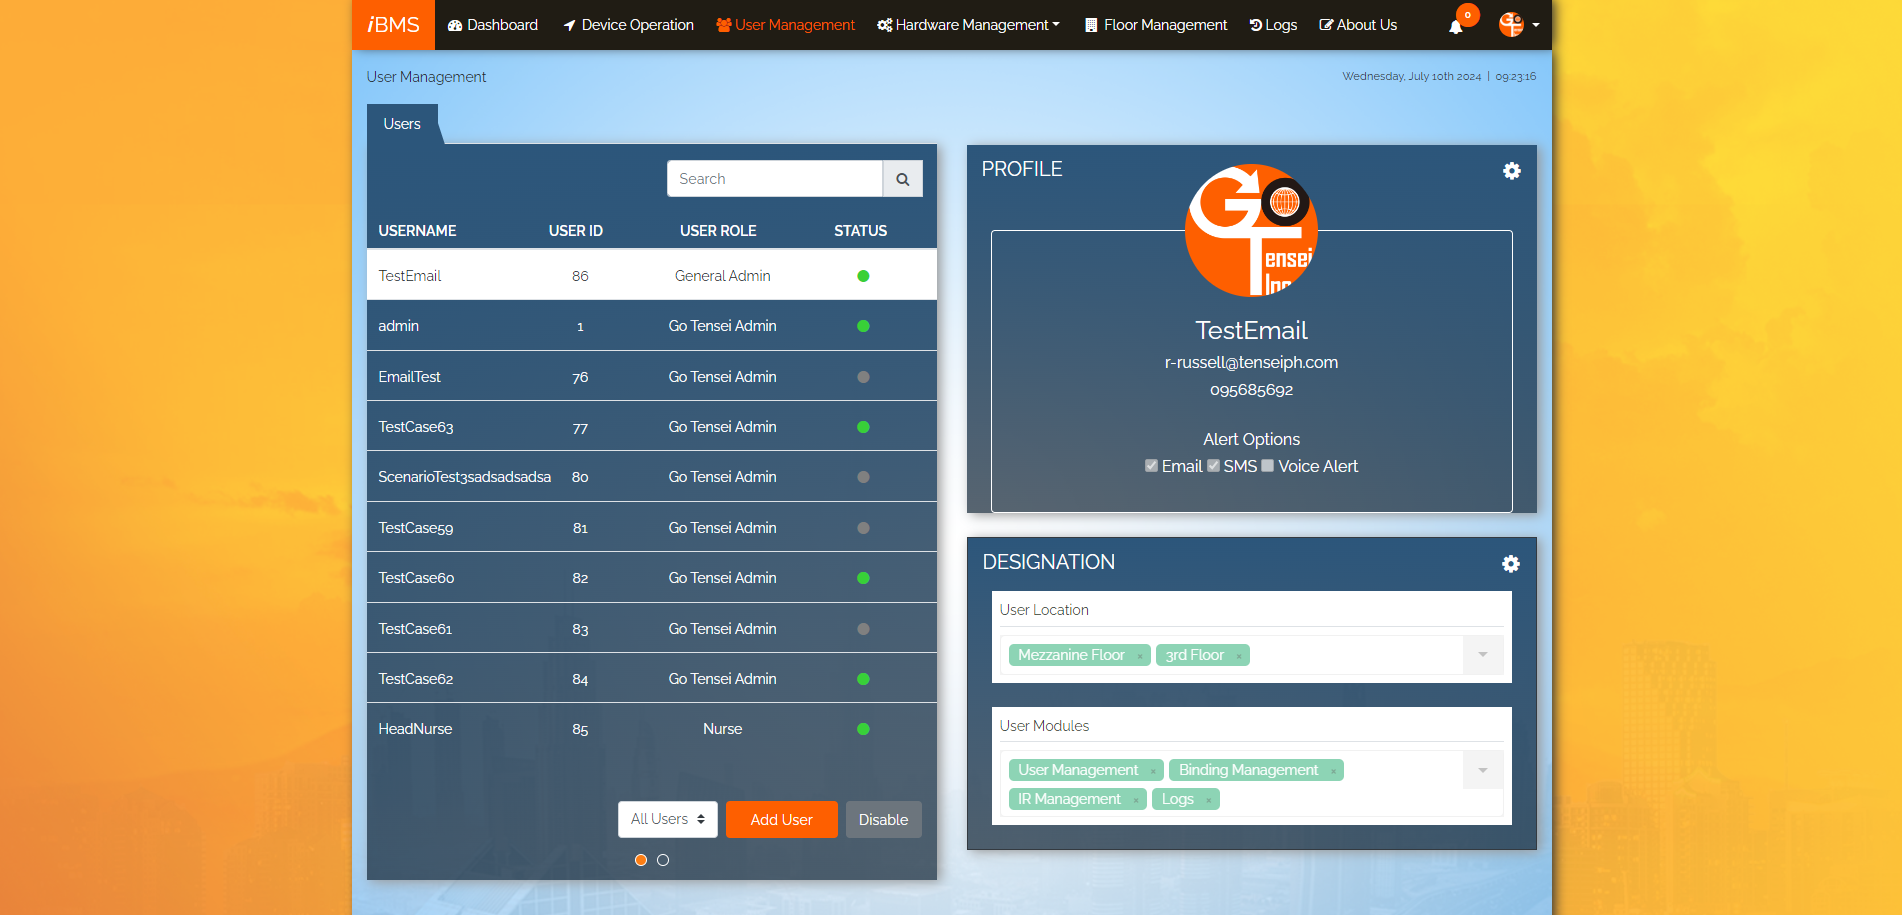 iBMS Dashboard Device Operation User Management Hardware Management Floor Management Logs About Us 0
User Management
Wednesday, July 10th 2024 | 09:23:16
Users
Search
USERNAME USER ID USER ROLE STATUS
TestEmail 86 General Admin
admin 1 Go Tensei Admin
EmailTest 76 Go Tensei Admin
TestCase63 77 Go Tensei Admin
ScenarioTest3sadsadsadsa 80 Go Tensei Admin
TestCase59 81 Go Tensei Admin
TestCase60 82 Go Tensei Admin
TestCase61 83 Go Tensei Admin
TestCase62 84 Go Tensei Admin
HeadNurse 85 Nurse
All Users Add User Disable
PROFILE
GO
Tensei
Inc
TestEmail
r-russell@tenseiph.com
095685692
Alert Options
Email SMS Voice Alert
DESIGNATION
User Location
Mezzanine Floor × 3rd Floor ×
User Modules
User Management × Binding Management ×
IR Management × Logs ×